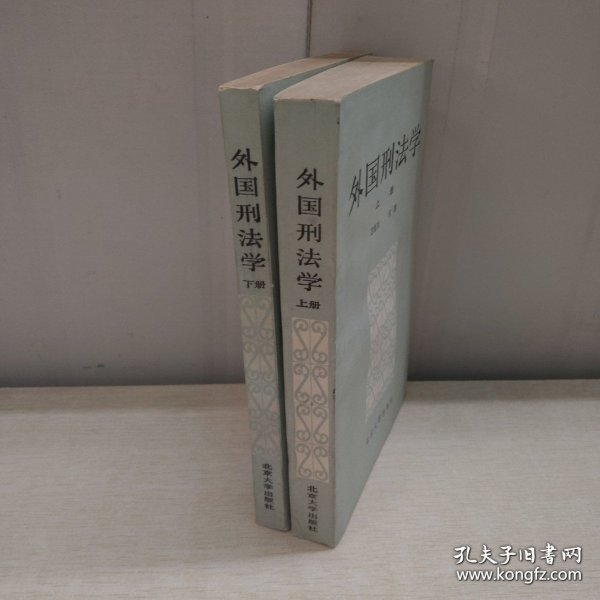 外国刑法学
下册
北京大学出版社
外国刑法学
上册
北京大学出版社
外国刑法学
上册
孔夫子旧书网
www.kongfz.com